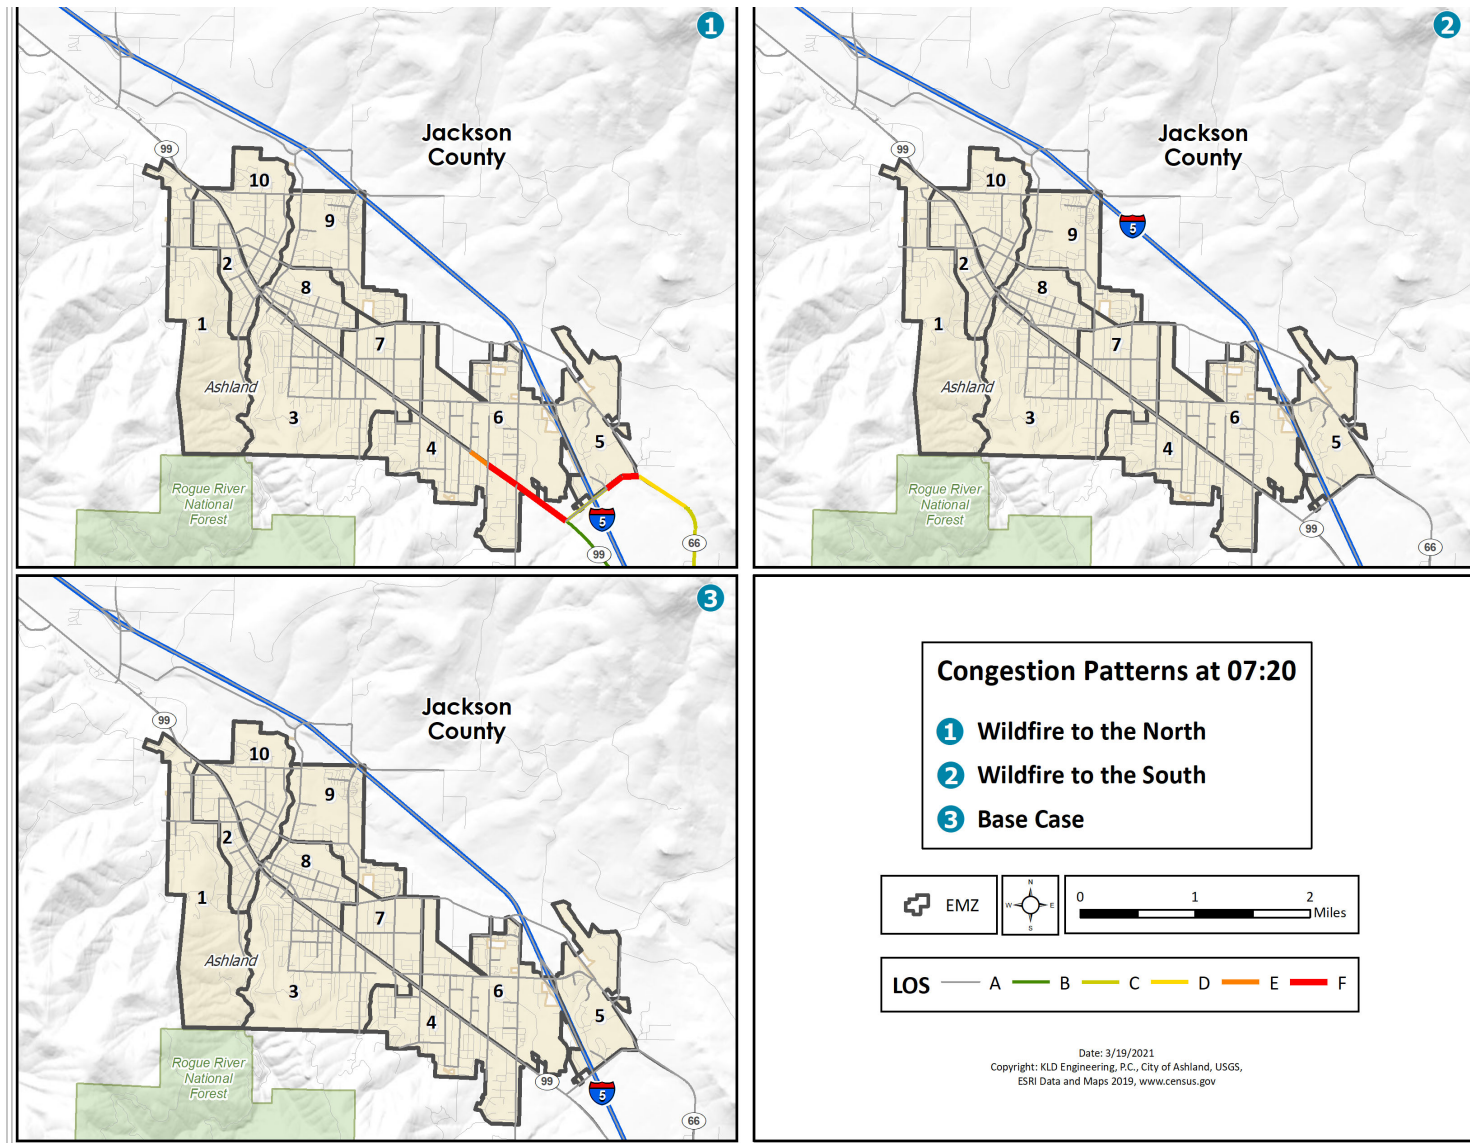 1
Jackson
County
99
10
9
2
8
1
7
Ashland
3
6
4
5
Rogue River
National
Forest
5
99
66
2
Jackson
County
99
10
5
9
2
8
1
7
Ashland
3
6
4
5
Rogue River
National
Forest
99
66
3
Jackson
County
99
10
9
2
8
1
7
Ashland
3
6
4
5
Rogue River
National
Forest
99
5
66
Congestion Patterns at 07:20
1 Wildfire to the North
2 Wildfire to the South
3 Base Case
EMZ
N
W E
S
0 1 2
Miles
LOS A B C D E F
Date: 3/19/2021
Copyright: KLD Engineering, P.C., City of Ashland, USGS,
ESRI Data and Maps 2019, www.census.gov